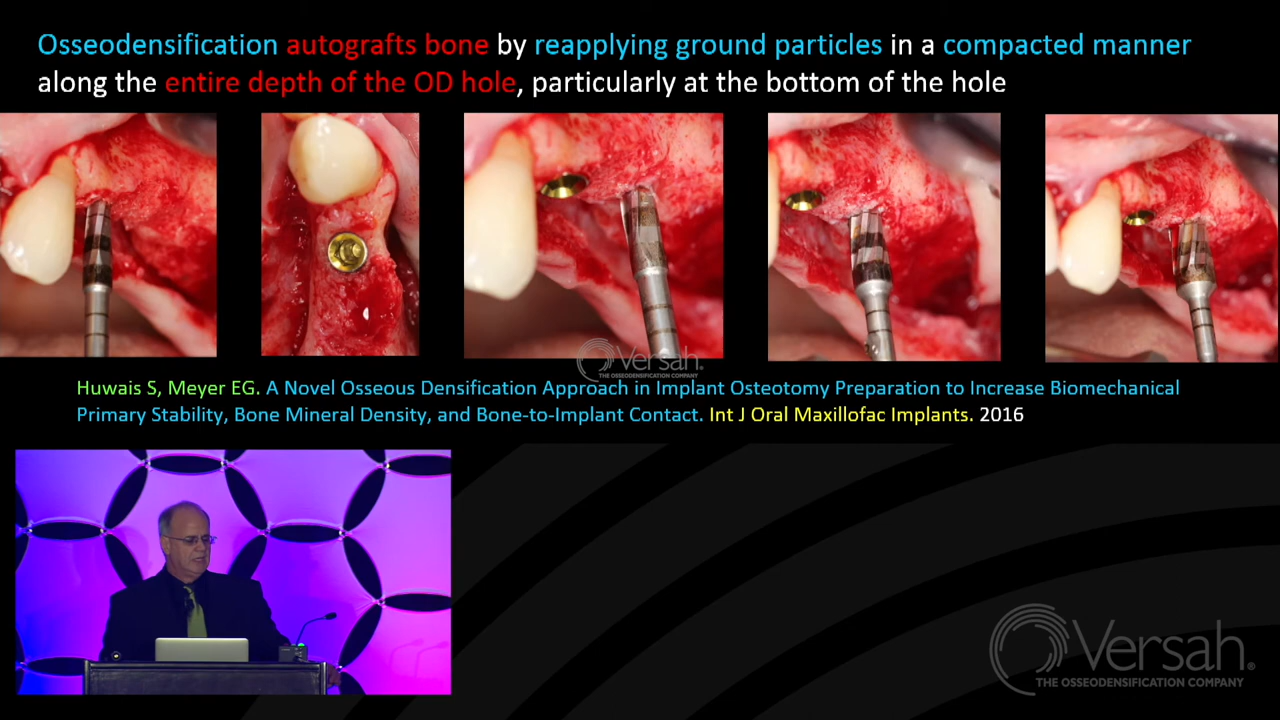 Osseodensification autografts bone by reapplying ground particles in a compacted manner
along the entire depth of the OD hole, particularly at the bottom of the hole
Versah®
THE OSSEODENSIFICATION COMPANY
Huwais S, Meyer EG. A Novel Osseous Densification Approach in Implant Osteotomy Preparation to Increase Biomechanical
Primary Stability, Bone Mineral Density, and Bone-to-Implant Contact. Int J Oral Maxillofac Implants. 2016
Versah®
THE OSSEODENSIFICATION COMPANY